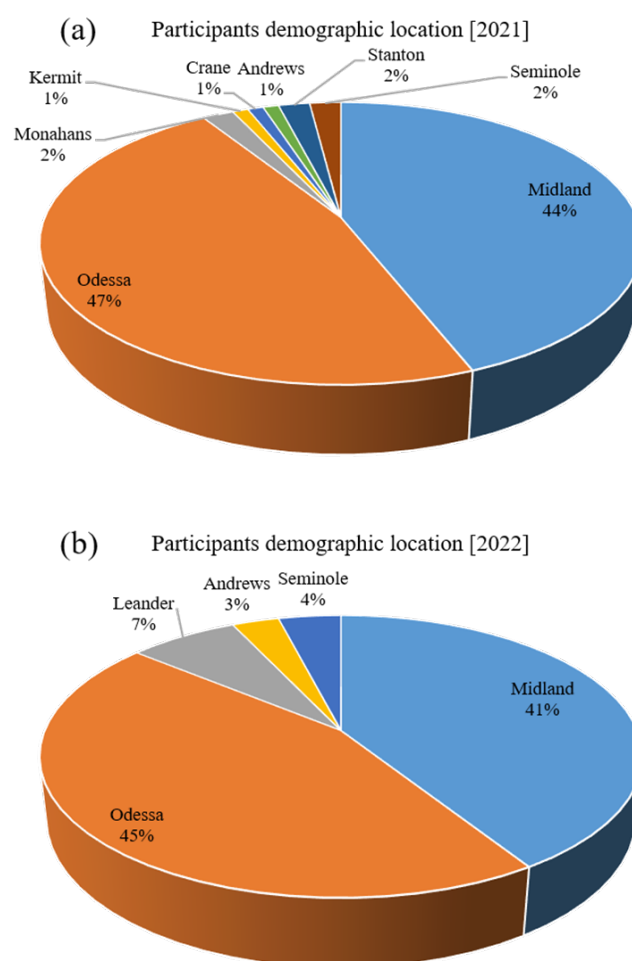 (a) Participants demographic location [2021]
Kermit
1%
Crane
1%
Andrews
1%
Stanton
2%
Seminole
2%
Monahans
2%
Midland
44%
Odessa
47%
(b) Participants demographic location [2022]
Leander
7%
Andrews
3%
Seminole
4%
Midland
41%
Odessa
45%